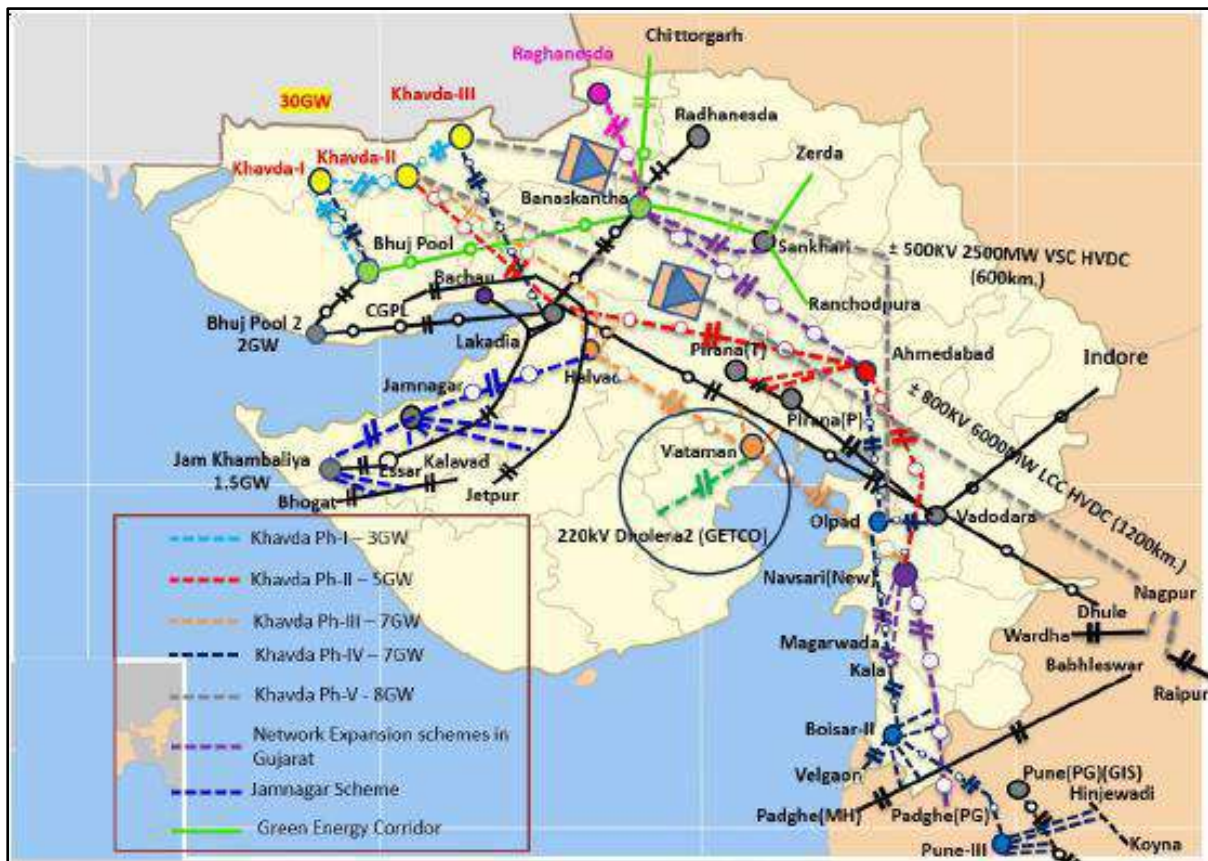 Chittorgarh
Raghanesda
Khavda-III
30GW
Radhanesda
Zerda
Khavda-II
Khavda-I
Banaskantha
Bhuj Pool
Sankhari
± 500KV 2500MW VSC HVDC
(600km.)
Bachau
Ranchodpura
CGPL
Bhuj Pool 2
2GW
Lakadia
Pirana(T)
Ahmedabad
Indore
Halvad
Jamnagar
± 800KV 6000MW LCC HVDC (1200km.)
Pirana(P)
Vataman
Jam Khambaliya
1.5GW
Essar
Kalavad
Bhogat
Jetpur
Olpad
Vadodara
220kV Dholera2 (GETCO)
Khavda Ph-I – 3GW
Khavda Ph-II – 5GW
Khavda Ph-III – 7GW
Khavda Ph-IV – 7GW
Khavda Ph-V - 8GW
Network Expansion schemes in
Gujarat
Jamnagar Scheme
Green Energy Corridor
Navsari(New)
Nagpur
Dhule
Wardha
Magarwada
Kala
Babhleswar
Raipur
Boisar-II
Velgaon
Pune(PG)(GIS)
Hinjewadi
Padghe(MH)
Padghe(PG)
Koyna
Pune-III